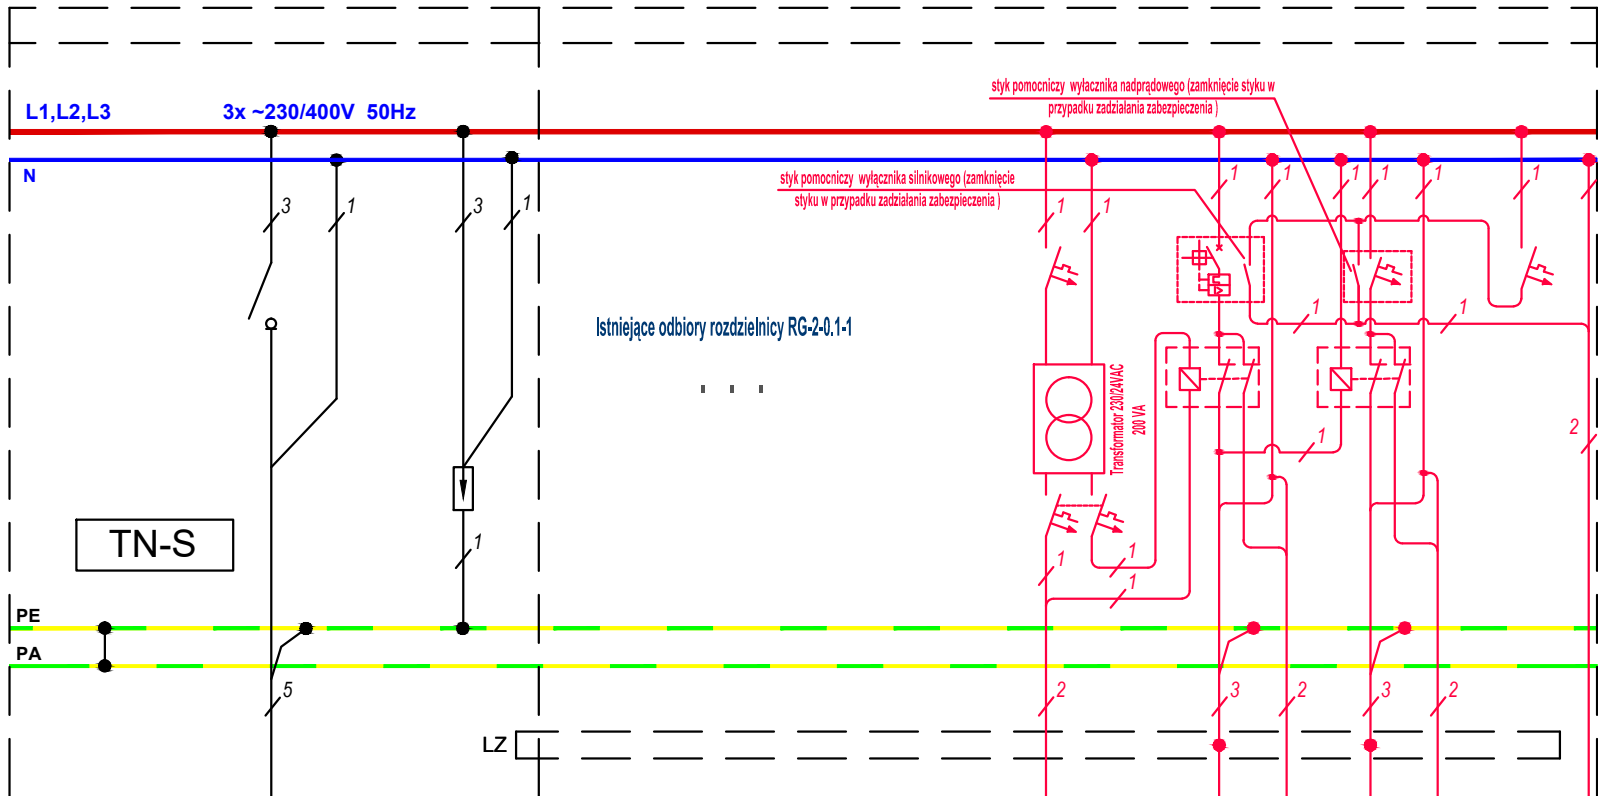 styk pomocniczy wyłącznika nadprądowego (zamknięcie styku w
przypadku zadziałania zabezpieczenia )
L1,L2,L3 3x ~230/400V 50Hz
N
styk pomocniczy wyłącznika silnikowego (zamknięcie
styku w przypadku zadziałania zabezpieczenia )
1 1 1 1 1 1 2
3 1 3 1 1 1
Istniejące odbiory rozdzielnicy RG-2-0.1-1
1 1
Transformator 230/24VAC
200 VA
2
1
TN-S
1
1 1
1
PE
PA
5 2 3 2 3 2
LZ